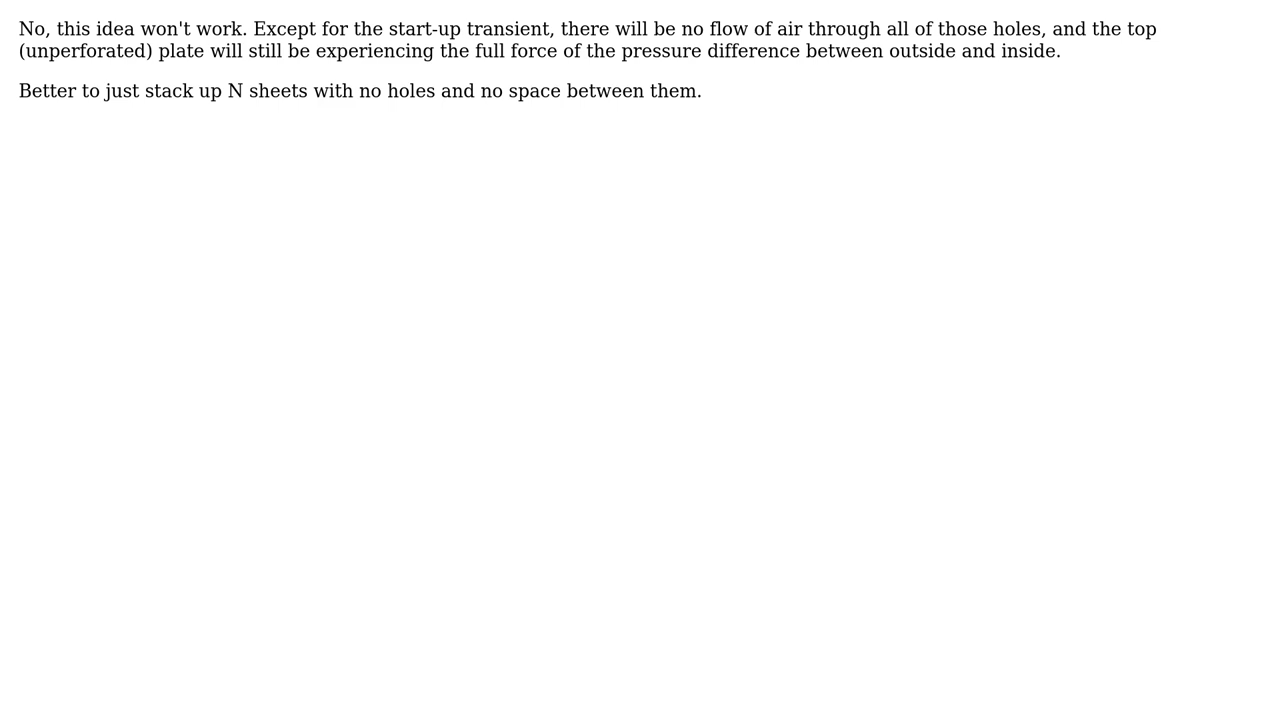 No, this idea won't work. Except for the start-up transient, there will be no flow of air through all of those holes, and the top
(unperforated) plate will still be experiencing the full force of the pressure difference between outside and inside.
Better to just stack up N sheets with no holes and no space between them.